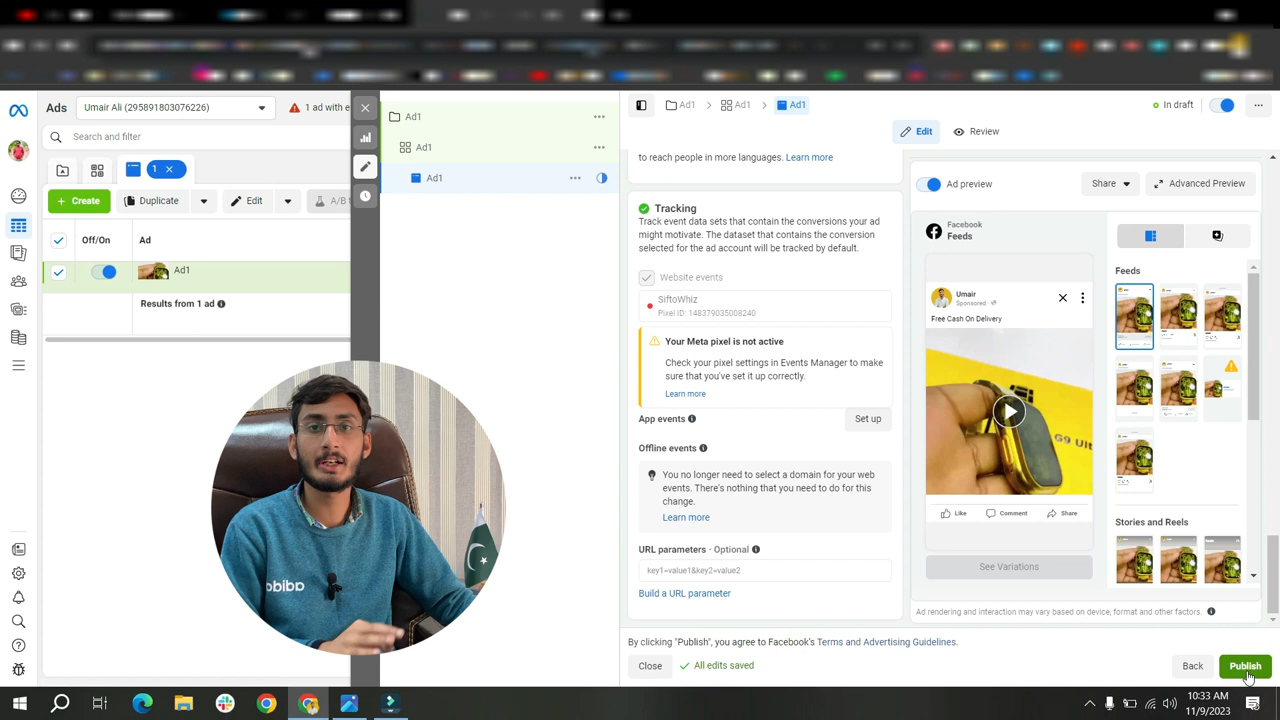 Ads
Umair Ali (295891803076226)
1 ad with e
Search and filter
1
+ Create
Duplicate
Edit
A/B
Off/On
Ad
Ad1
Results from 1 ad
Ad1
Ad1
Ad1
Ad1
Ad1
Ad1
In draft
Edit
Review
to reach people in more languages. Learn more
Tracking
Track event data sets that contain the conversions your ad
might motivate. The dataset that contains the conversion
selected for the ad account will be tracked by default.
Website events
SiftoWhiz
Pixel ID: 148379035008240
Your Meta pixel is not active
Check your pixel settings in Events Manager to make
sure that you've set it up correctly.
Learn more
App events
Set up
Offline events
You no longer need to select a domain for your web
events. There's nothing that you need to do for this
change.
Learn more
URL parameters · Optional
key1=value1&key2=value2
Build a URL parameter
Ad preview
Share
Advanced Preview
Facebook
Feeds
Umair
Sponsored ·
Free Cash On Delivery
G9 Ult
Like
Comment
Share
See Variations
Feeds
Stories and Reels
Ad rendering and interaction may vary based on device, format and other factors.
By clicking "Publish", you agree to Facebook's Terms and Advertising Guidelines.
Close
All edits saved
Back
Publish
10:33 AM
11/9/2023